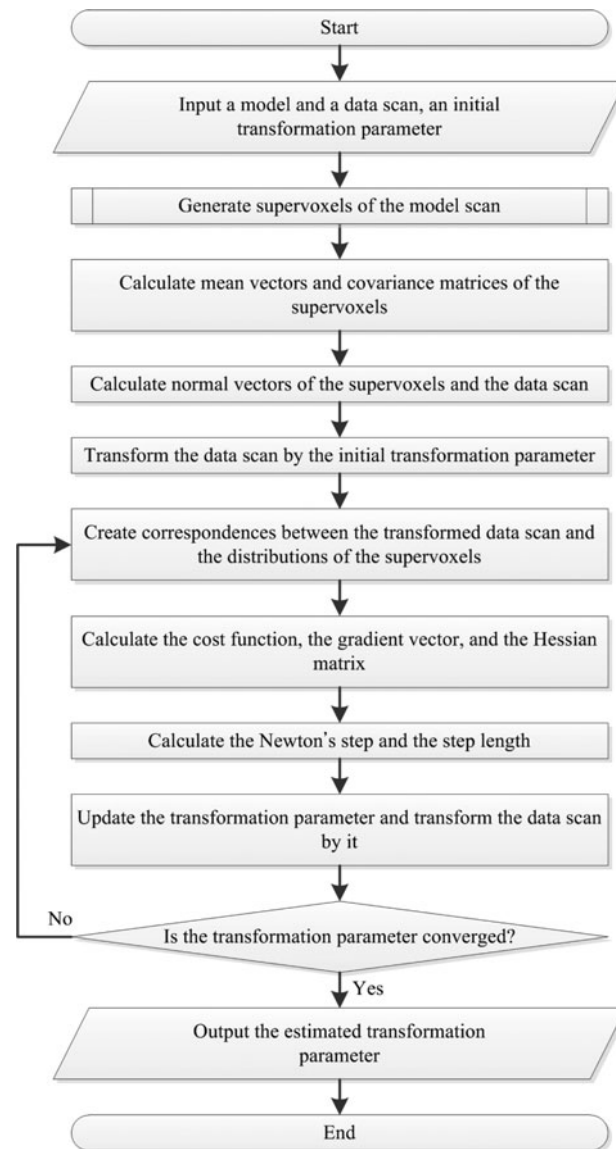 Start
Input a model and a data scan, an initial
transformation parameter
Generate supervoxels of the model scan
Calculate mean vectors and covariance matrices of the
supervoxels
Calculate normal vectors of the supervoxels and the data scan
Transform the data scan by the initial transformation parameter
Create correspondences between the transformed data scan and
the distributions of the supervoxels
Calculate the cost function, the gradient vector, and the Hessian
matrix
Calculate the Newton's step and the step length
Update the transformation parameter and transform the data scan
by it
No
Is the transformation parameter converged?
Yes
Output the estimated transformation
parameter
End